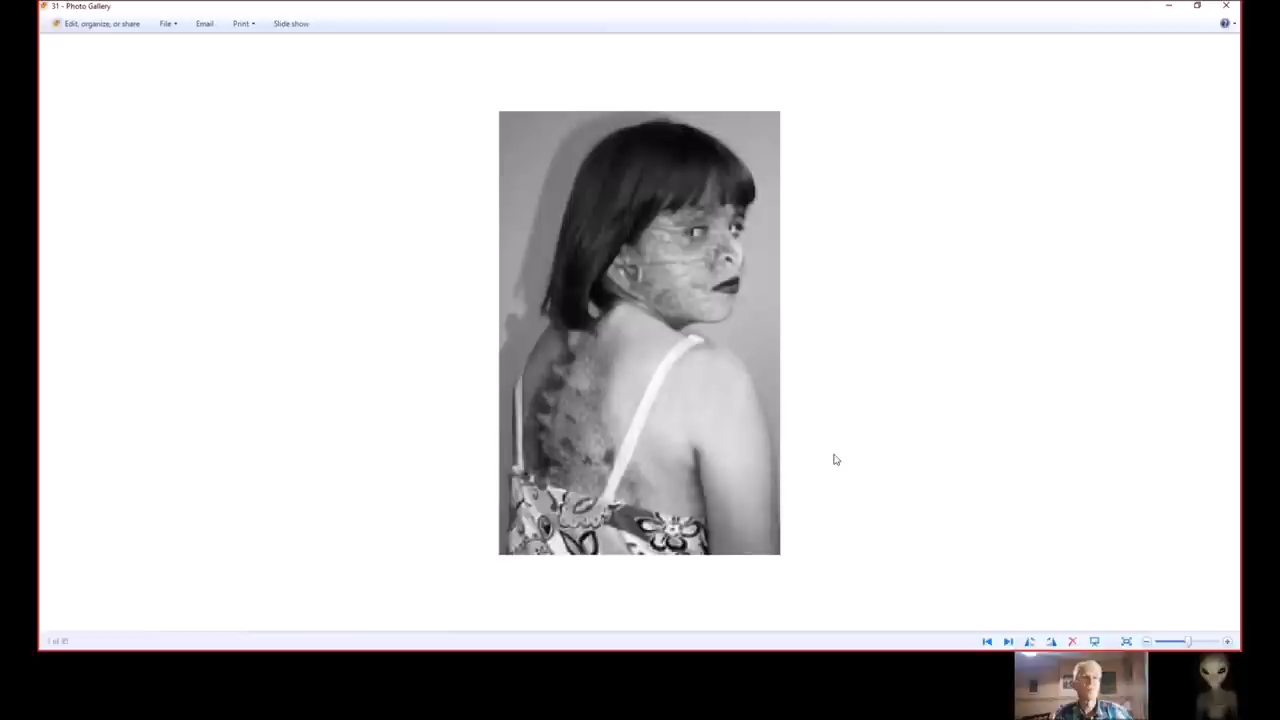 31 - Photo Gallery
Edit, organize, or share File Email Print Slide show